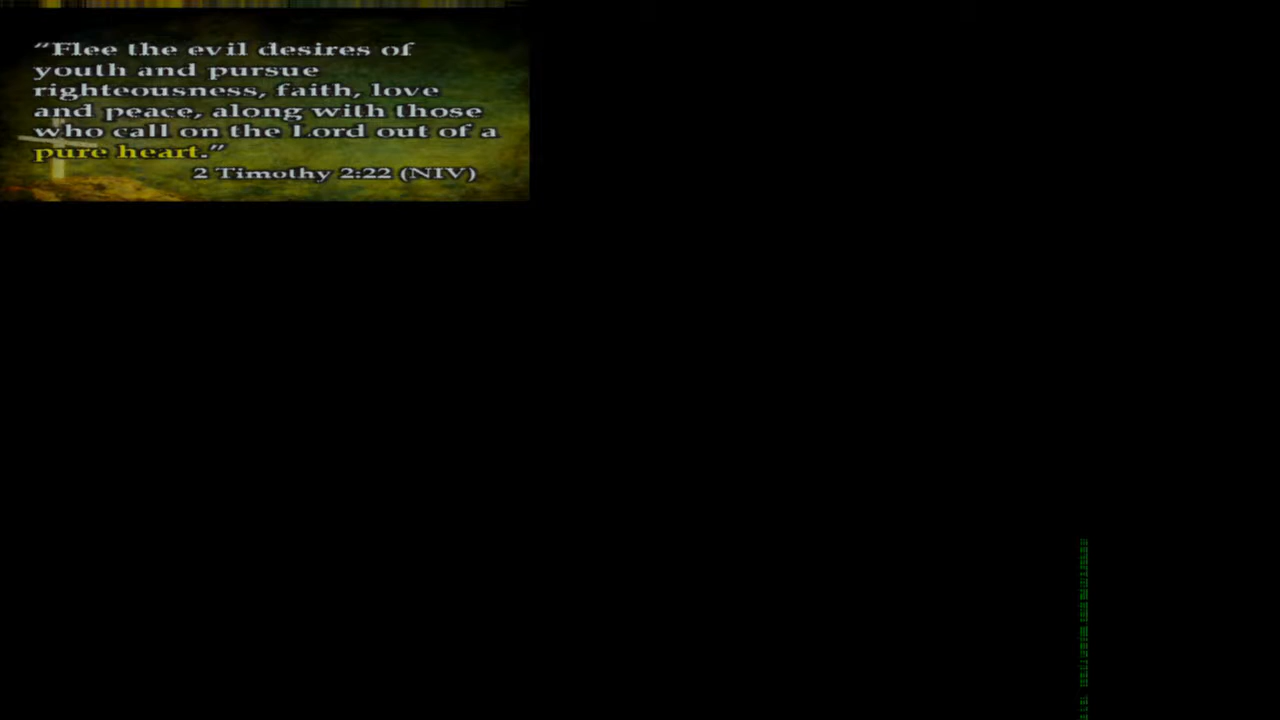 “Flee the evil desires of
youth and pursue
righteousness, faith, love
and peace, along with those
who call on the Lord out of a
pure heart.”
2 Timothy 2:22 (NIV)